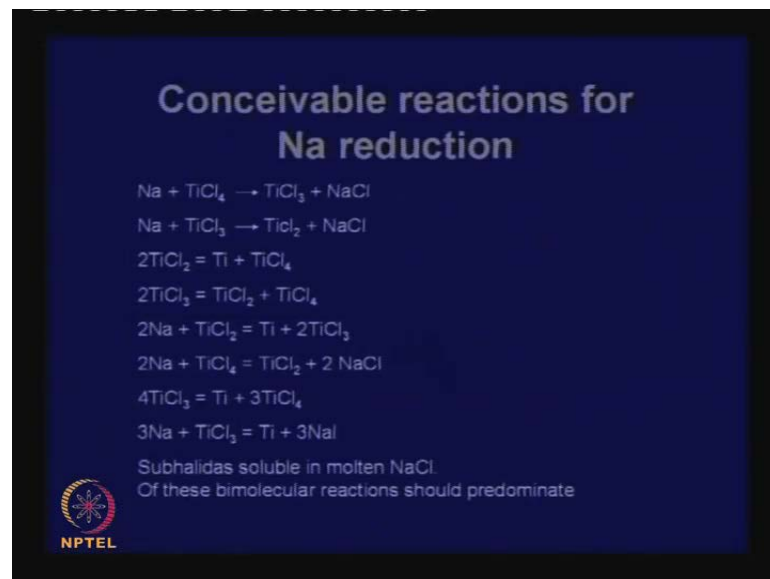 Conceivable reactions for
Na reduction
Na + TiCl₄ → TiCl₃ + NaCl
Na + TiCl₃ → Ticl₂ + NaCl
2TiCl₂ = Ti + TiCl₄
2TiCl₃ = TiCl₂ + TiCl₄
2Na + TiCl₂ = Ti + 2TiCl₃
2Na + TiCl₄ = TiCl₂ + 2 NaCl
4TiCl₃ = Ti + 3TiCl₄
3Na + TiCl₃ = Ti + 3Nal
Subhalidas soluble in molten NaCl.
Of these bimolecular reactions should predominate
NPTEL